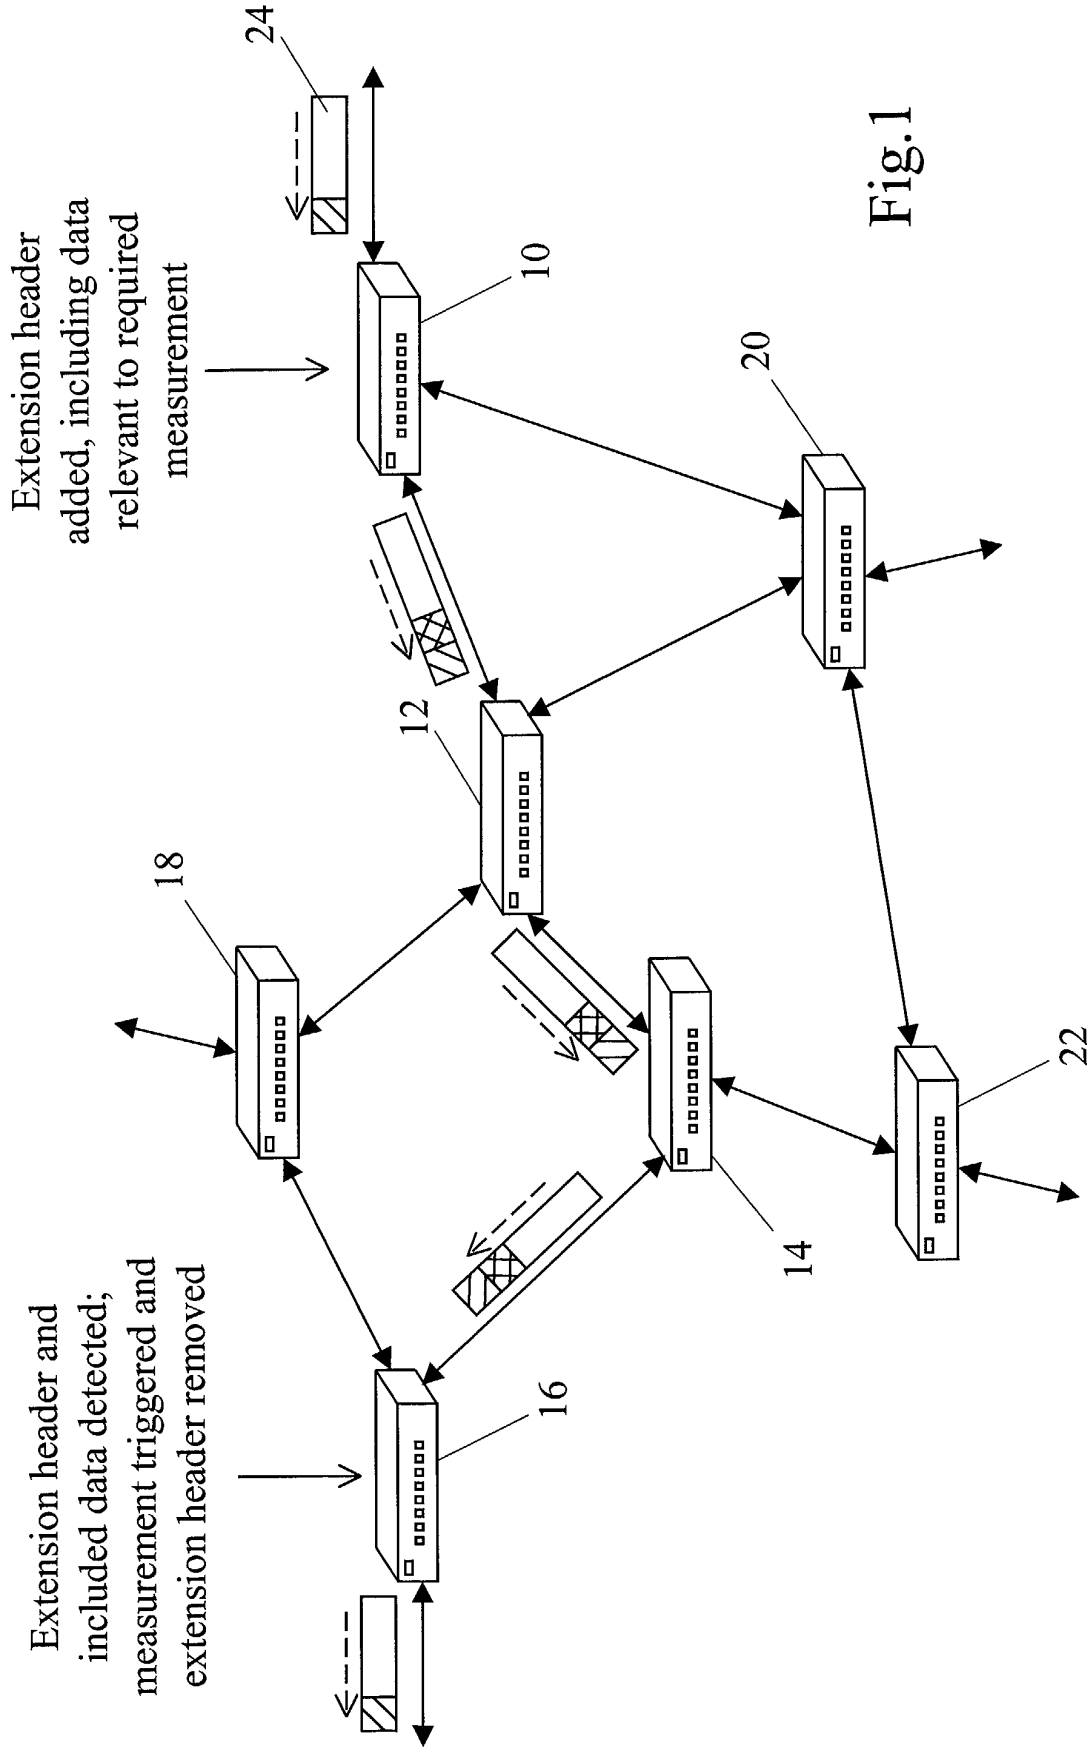 Extension header and
included data detected;
measurement triggered and
extension header removed
Extension header
added, including data
relevant to required
measurement
24
18
12
10
16
14
20
22
Fig.1